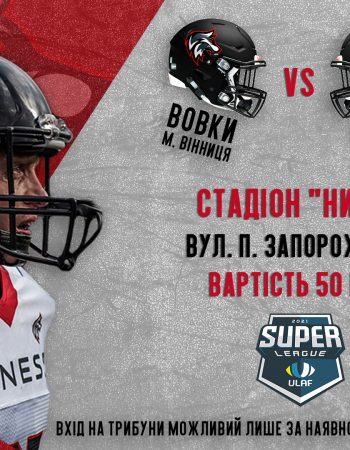 VS
ВОВКИ
М. ВІННИЦЯ
СТАДІОН "НИ
ВУЛ. П. ЗАПОРОЖ
ВАРТІСТЬ 50
2021
SUPER
LEAGUE
ULAF
NESS
ВХІД НА ТРИБУНИ МОЖЛИВИЙ ЛИШЕ ЗА НАЯВНО